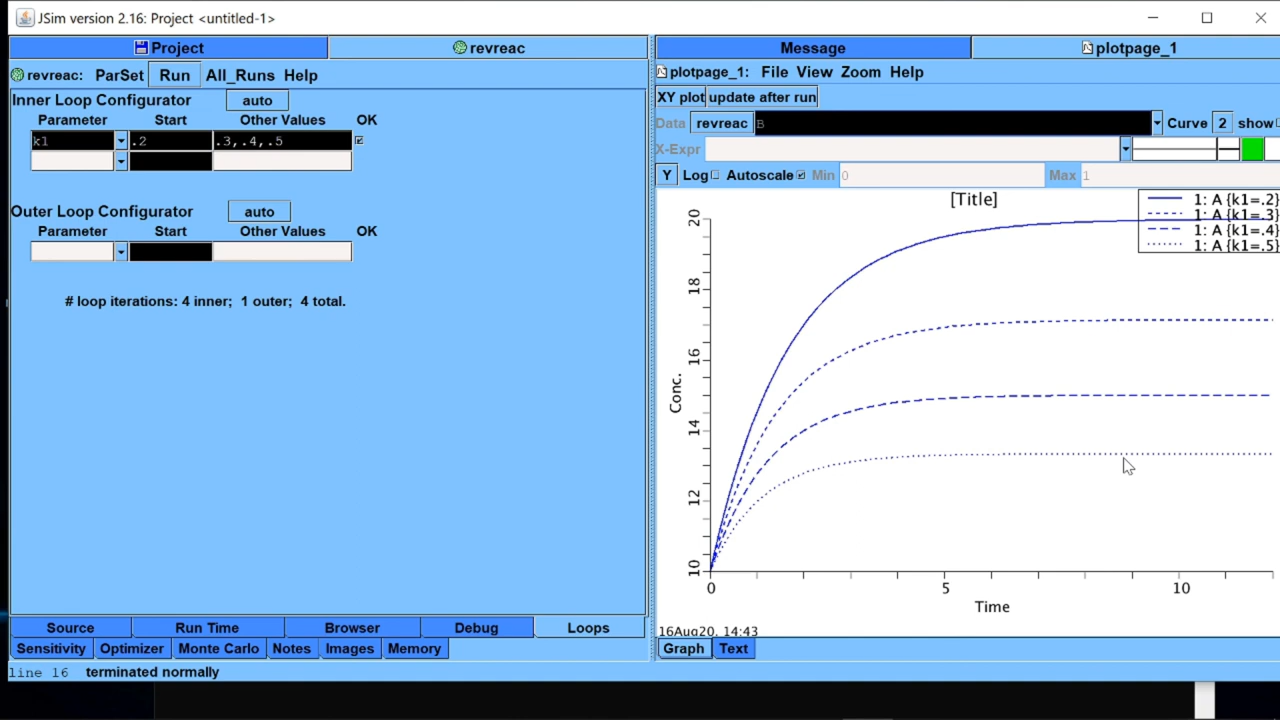 JSim version 2.16: Project <untitled-1>
Project
revreac
revreac: ParSet Run All_Runs Help
Inner Loop Configurator auto
Parameter Start Other Values OK
k1 .2 .3,.4,.5
Outer Loop Configurator auto
Parameter Start Other Values OK
# loop iterations: 4 inner; 1 outer; 4 total.
Source Run Time Browser Debug Loops
Sensitivity Optimizer Monte Carlo Notes Images Memory
line 16 terminated normally
Message
plotpage_1
plotpage_1: File View Zoom Help
XY plot update after run
Data revreac B Curve 2 show
X-Expr
Y Log Autoscale Min 0 Max 1
[Title]
1: A {k1=.2}
1: A {k1=.3}
1: A {k1=.4}
1: A {k1=.5}
20
18
16
14
12
10
Conc.
0 5 10
Time
16Aug20, 14:43
Graph Text